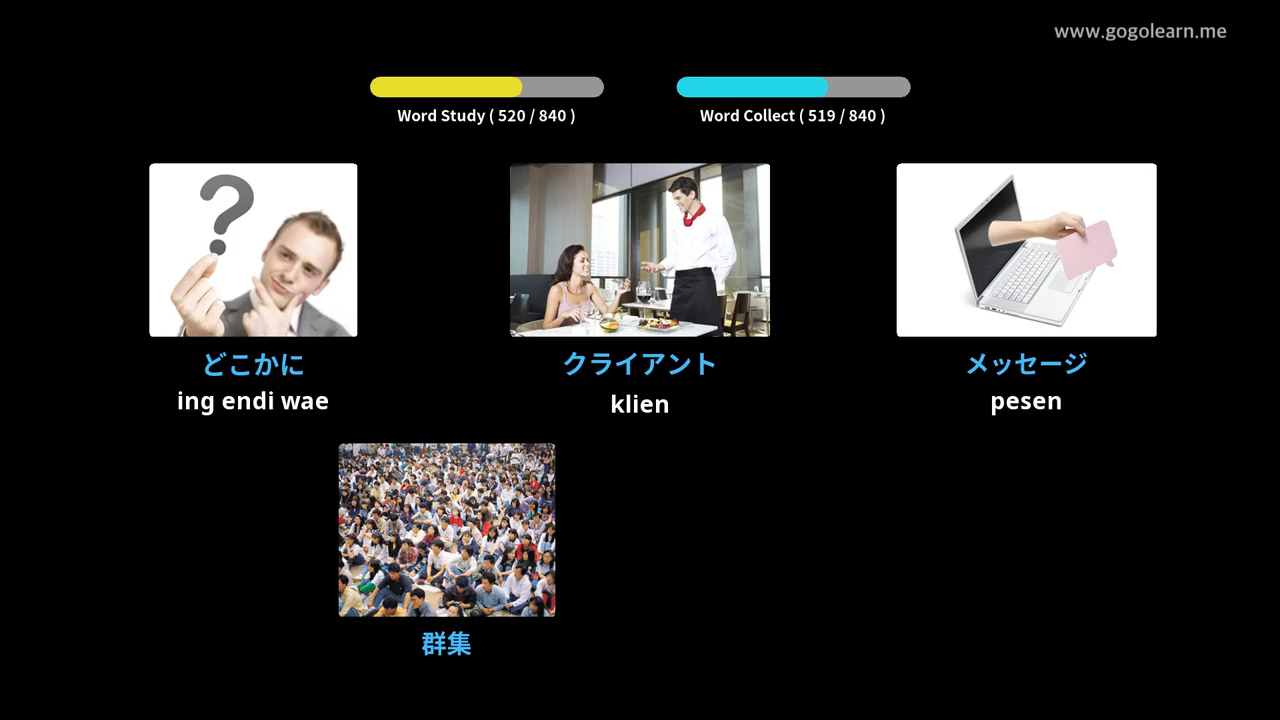 www.gogolearn.me
Word Study ( 520 / 840 )
Word Collect ( 519 / 840 )
どこかに
クライアント
メッセージ
ing endi wae
klien
pesen
群集